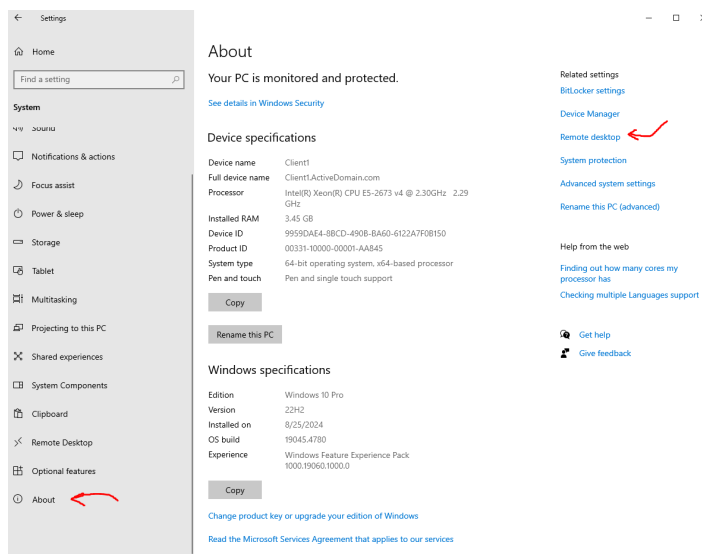 Settings
Home
Find a setting
System
Sound
Notifications & actions
Focus assist
Power & sleep
Storage
Tablet
Multitasking
Projecting to this PC
Shared experiences
System Components
Clipboard
Remote Desktop
Optional features
About
About
Your PC is monitored and protected.
See details in Windows Security
Device specifications
Device name Client1
Full device name Client1.ActiveDomain.com
Processor Intel(R) Xeon(R) CPU E5-2673 v4 @ 2.30GHz 2.29
GHz
Installed RAM 3.45 GB
Device ID 9959DAE4-8BCD-490B-BA60-6122A7F0B150
Product ID 00331-10000-00001-AA845
System type 64-bit operating system, x64-based processor
Pen and touch Pen and single touch support
Copy
Rename this PC
Windows specifications
Edition Windows 10 Pro
Version 22H2
Installed on 8/25/2024
OS build 19045.4780
Experience Windows Feature Experience Pack
1000.19060.1000.0
Copy
Change product key or upgrade your edition of Windows
Read the Microsoft Services Agreement that applies to our services
Related settings
BitLocker settings
Device Manager
Remote desktop
System protection
Advanced system settings
Rename this PC (advanced)
Help from the web
Finding out how many cores my
processor has
Checking multiple Languages support
Get help
Give feedback